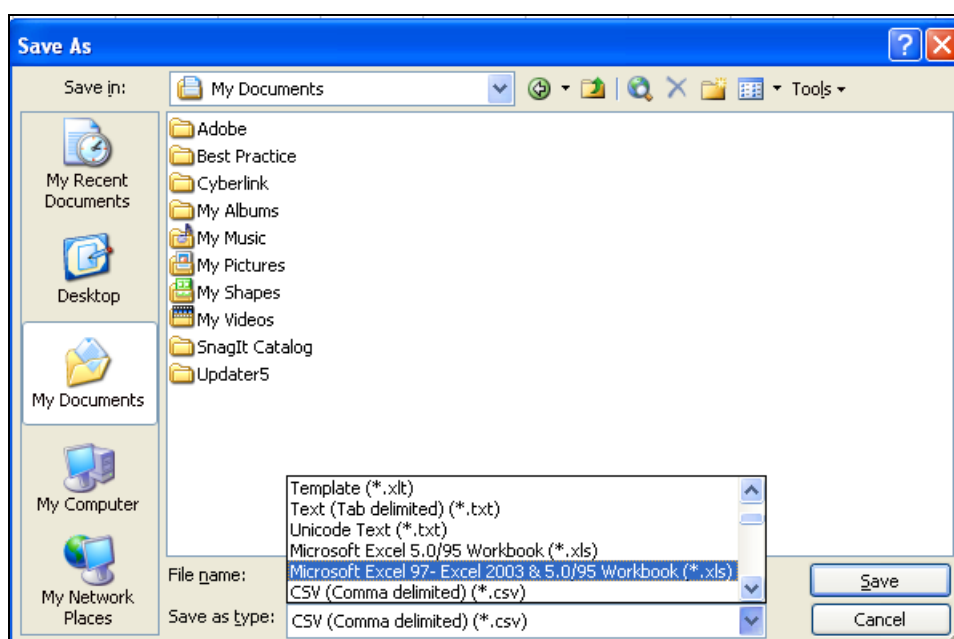 Save As
Save in:
My Documents
Tools
My Recent
Documents
Desktop
My Documents
My Computer
My Network
Places
Adobe
Best Practice
Cyberlink
My Albums
My Music
My Pictures
My Shapes
My Videos
SnagIt Catalog
Updater5
Template (*.xlt)
Text (Tab delimited) (*.txt)
Unicode Text (*.txt)
Microsoft Excel 5.0/95 Workbook (*.xls)
Microsoft Excel 97- Excel 2003 & 5.0/95 Workbook (*.xls)
CSV (Comma delimited) (*.csv)
File name:
Save as type:
CSV (Comma delimited) (*.csv)
Save
Cancel